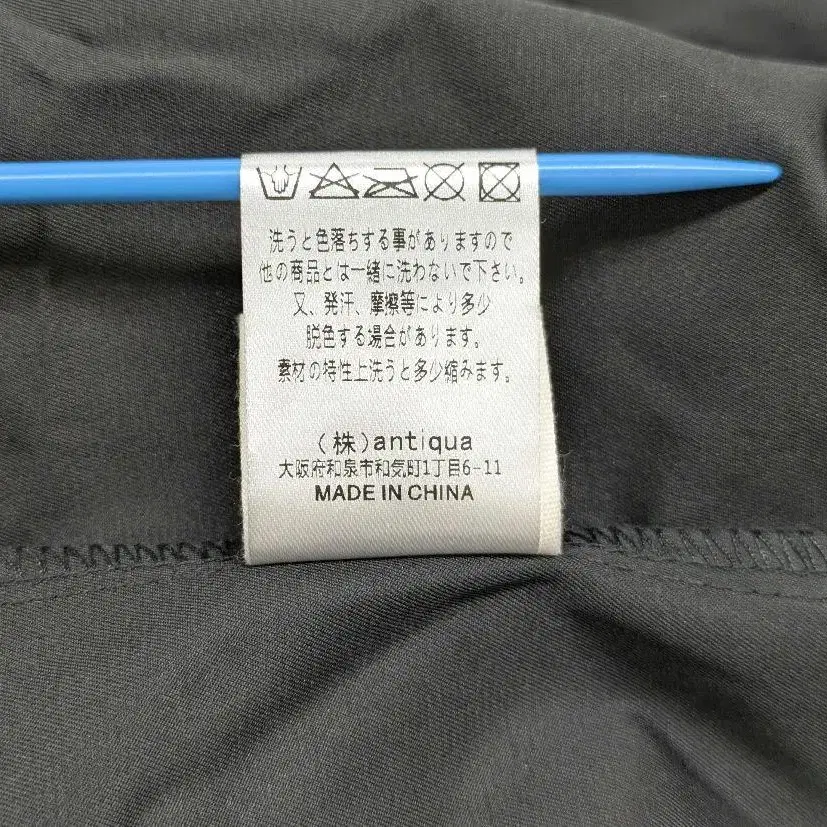 洗うと色落ちする事がありますので
他の商品とは一緒に洗わないで下さい。
又、発汗、摩擦等により多少
脱色する場合があります。
素材の特性上洗うと多少縮みます。
(株)antiqua
大阪府和泉市和気町1丁目6-11
MADE IN CHINA